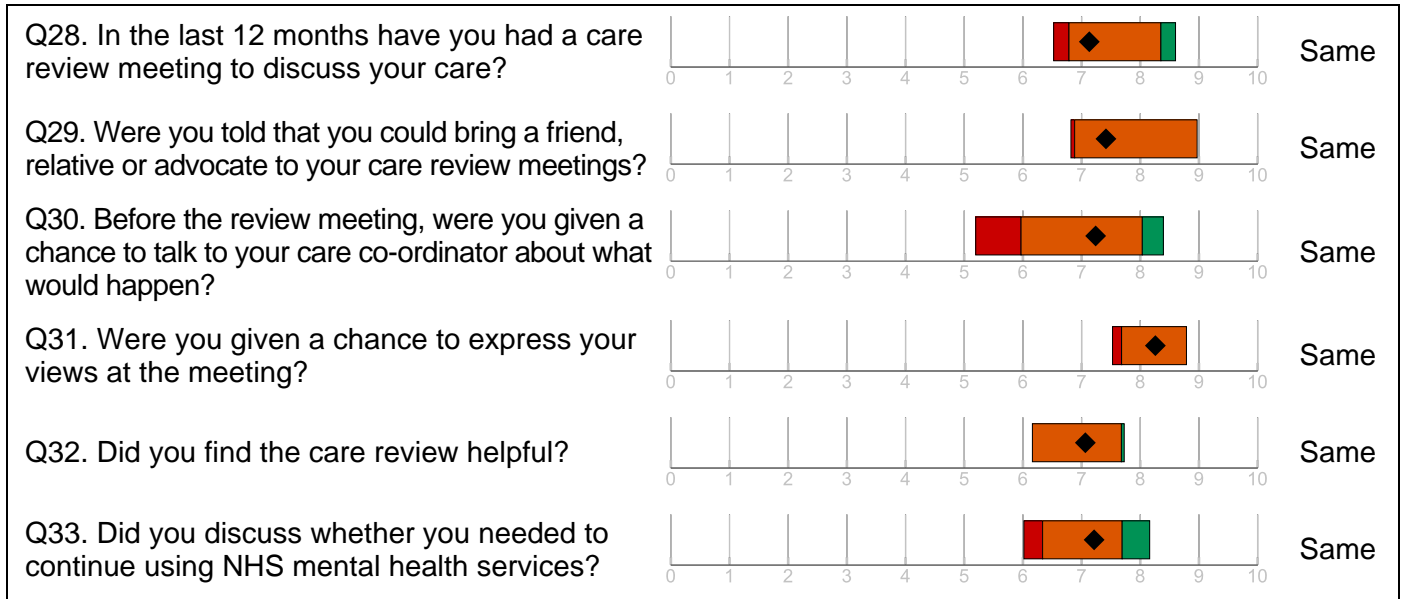 Q28. In the last 12 months have you had a care
review meeting to discuss your care?
Same
0 1 2 3 4 5 6 7 8 9 10
Q29. Were you told that you could bring a friend,
relative or advocate to your care review meetings?
Same
0 1 2 3 4 5 6 7 8 9 10
Q30. Before the review meeting, were you given a
chance to talk to your care co-ordinator about what
would happen?
Same
0 1 2 3 4 5 6 7 8 9 10
Q31. Were you given a chance to express your
views at the meeting?
Same
0 1 2 3 4 5 6 7 8 9 10
Q32. Did you find the care review helpful?
Same
0 1 2 3 4 5 6 7 8 9 10
Q33. Did you discuss whether you needed to
continue using NHS mental health services?
Same
0 1 2 3 4 5 6 7 8 9 10